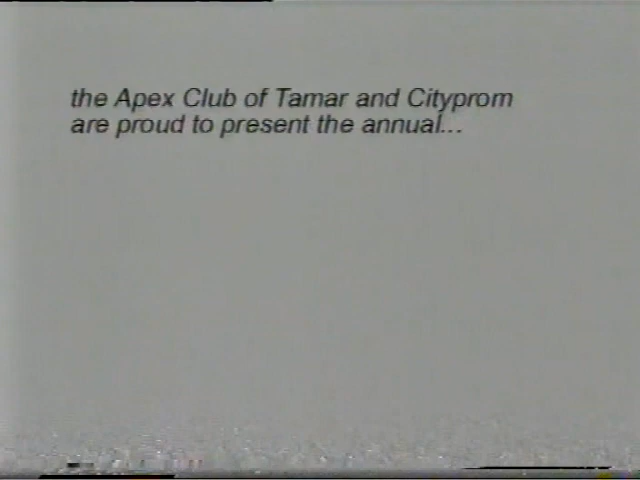 the Apex Club of Tamar and Cityprom
are proud to present the annual...